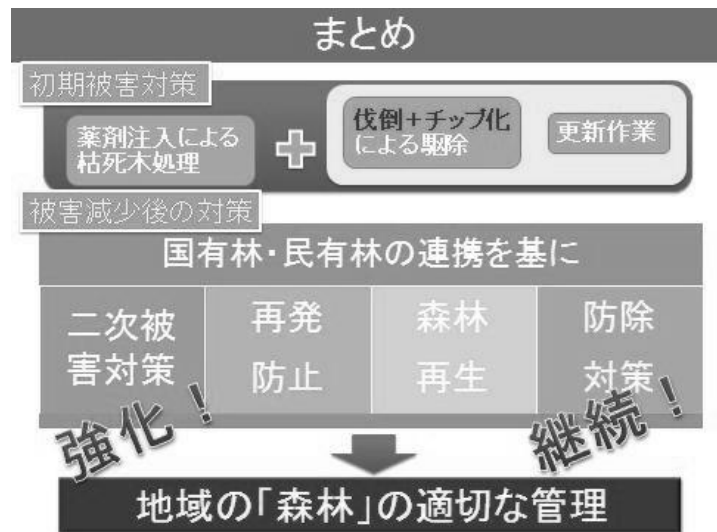 まとめ
初期被害対策
薬剤注入による
枯死木処理
伐倒+チップ化
による駆除
更新作業
被害減少後の対策
国有林・民有林の連携を基に
二次被
害対策
再発
防止
森林
再生
防除
対策
強化！
継続！
地域の「森林」の適切な管理